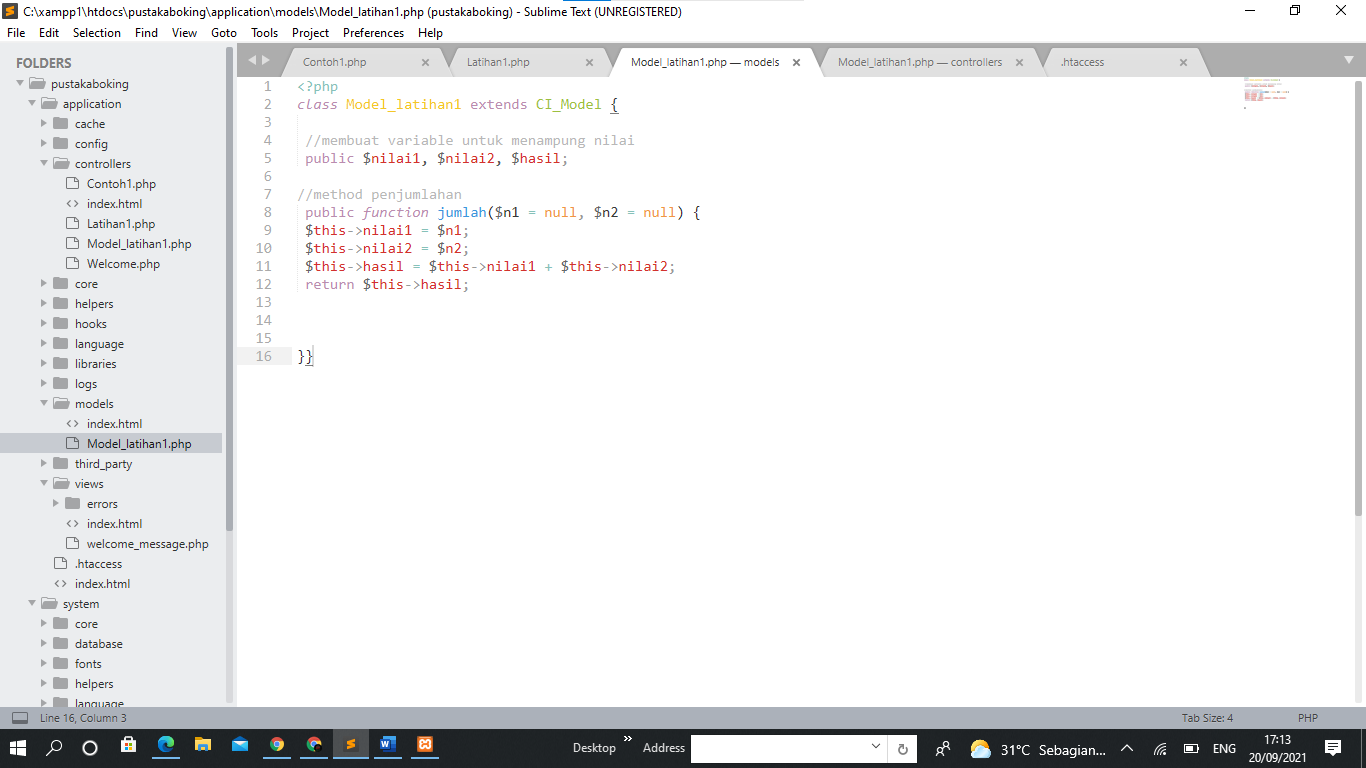 C:\xampp1\htdocs\pustakaboking\application\models\Model_latihan1.php (pustakaboking) - Sublime Text (UNREGISTERED)
File Edit Selection Find View Goto Tools Project Preferences Help
FOLDERS
pustakaboking
application
cache
config
controllers
Contoh1.php
index.html
Latihan1.php
Model_latihan1.php
Welcome.php
core
helpers
hooks
language
libraries
logs
models
index.html
Model_latihan1.php
third_party
views
errors
index.html
welcome_message.php
.htaccess
index.html
system
core
database
fonts
helpers
language
Contoh1.php Latihan1.php Model_latihan1.php — models Model_latihan1.php — controllers .htaccess
1 <?php
2 class Model_latihan1 extends CI_Model {
3
4 //membuat variable untuk menampung nilai
5 public $nilai1, $nilai2, $hasil;
6
7 //method penjumlahan
8 public function jumlah($n1 = null, $n2 = null) {
9 $this->nilai1 = $n1;
10 $this->nilai2 = $n2;
11 $this->hasil = $this->nilai1 + $this->nilai2;
12 return $this->hasil;
13
14
15
16 }}
Line 16, Column 3 Tab Size: 4 PHP
Desktop » Address 31°C Sebagian... ENG 17:13
20/09/2021